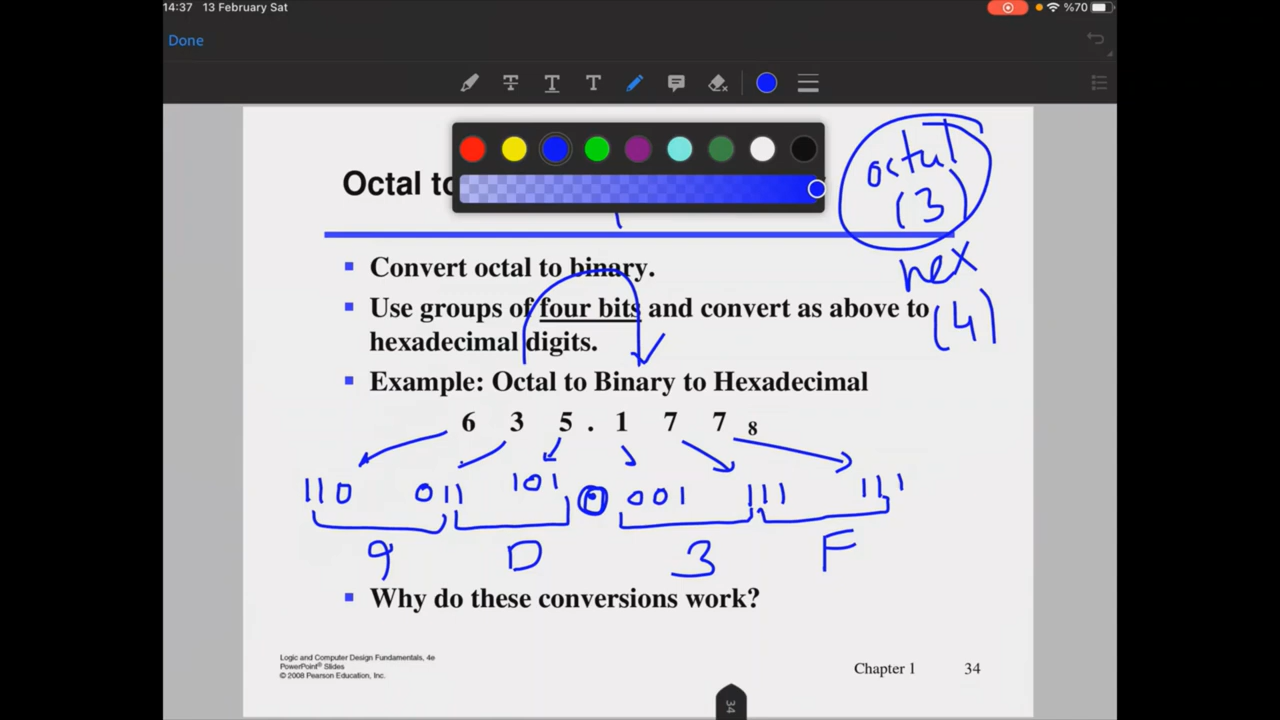 14:37 13 February Sat
%70
Done
octal
(3)
Octal to
hex
(4)
Convert octal to binary.
Use groups of four bits and convert as above to
hexadecimal digits.
Example: Octal to Binary to Hexadecimal
6 3 5 . 1 7 7 8
110 011 101 . 001 111 111
9 D 3 F
Why do these conversions work?
Logic and Computer Design Fundamentals, 4e
PowerPoint® Slides
© 2008 Pearson Education, Inc.
Chapter 1 34
34